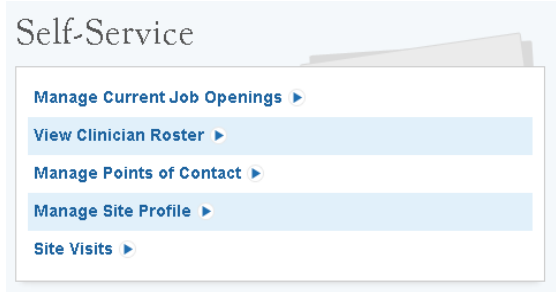 Self-Service
Manage Current Job Openings
View Clinician Roster
Manage Points of Contact
Manage Site Profile
Site Visits